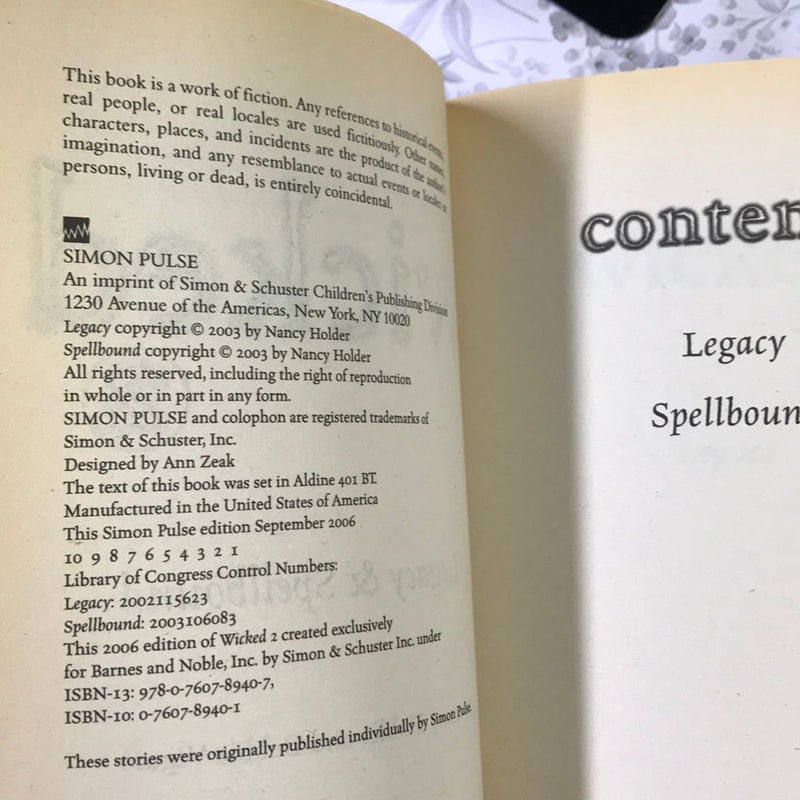 This book is a work of fiction. Any references to historical events,
real people, or real locales are used fictitiously. Other names,
characters, places, and incidents are the product of the author's
imagination, and any resemblance to actual events or locales or
persons, living or dead, is entirely coincidental.
SIMON PULSE
An imprint of Simon & Schuster Children's Publishing Division
1230 Avenue of the Americas, New York, NY 10020
Legacy copyright © 2003 by Nancy Holder
Spellbound copyright © 2003 by Nancy Holder
All rights reserved, including the right of reproduction
in whole or in part in any form.
SIMON PULSE and colophon are registered trademarks of
Simon & Schuster, Inc.
Designed by Ann Zeak
The text of this book was set in Aldine 401 BT.
Manufactured in the United States of America
This Simon Pulse edition September 2006
10 9 8 7 6 5 4 3 2 1
Library of Congress Control Numbers:
Legacy: 2002115623
Spellbound: 2003106083
This 2006 edition of Wicked 2 created exclusively
for Barnes and Noble, Inc. by Simon & Schuster Inc. under
ISBN-13: 978-0-7607-8940-7,
ISBN-10: 0-7607-8940-1
These stories were originally published individually by Simon Pulse.
conten
Legacy
Spellboun